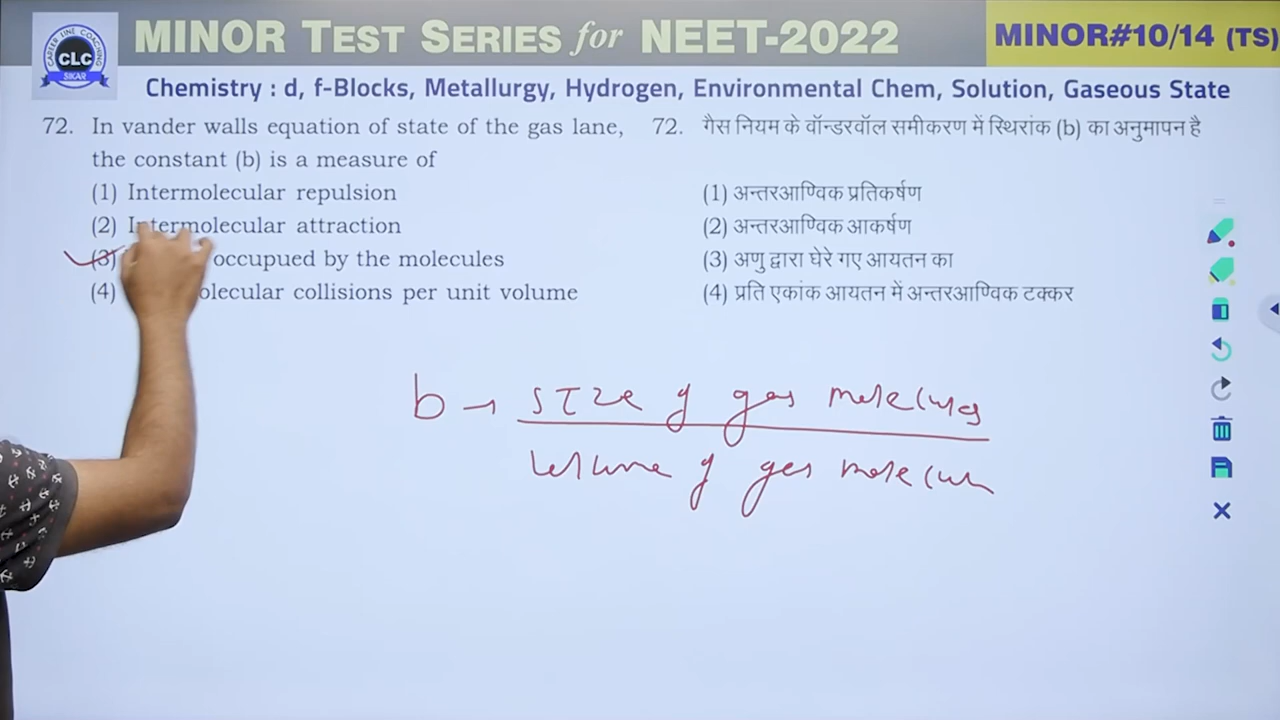 CAREER LINE COACHING
CLC
SIKAR
MINOR TEST SERIES for NEET-2022
MINOR#10/14 (TS)
Chemistry : d, f-Blocks, Metallurgy, Hydrogen, Environmental Chem, Solution, Gaseous State
72. In vander walls equation of state of the gas lane,
the constant (b) is a measure of
(1) Intermolecular repulsion
(2) Intermolecular attraction
(3) occupued by the molecules
(4) collisions per unit volume
72. गैस नियम के वॉन्डरवॉल समीकरण में स्थिरांक (b) का अनुमापन है
(1) अन्तरआण्विक प्रतिकर्षण
(2) अन्तरआण्विक आकर्षण
(3) अणु द्वारा घेरे गए आयतन का
(4) प्रति एकांक आयतन में अन्तरआण्विक टक्कर
b → size of gas molecules
volume of gas molecules